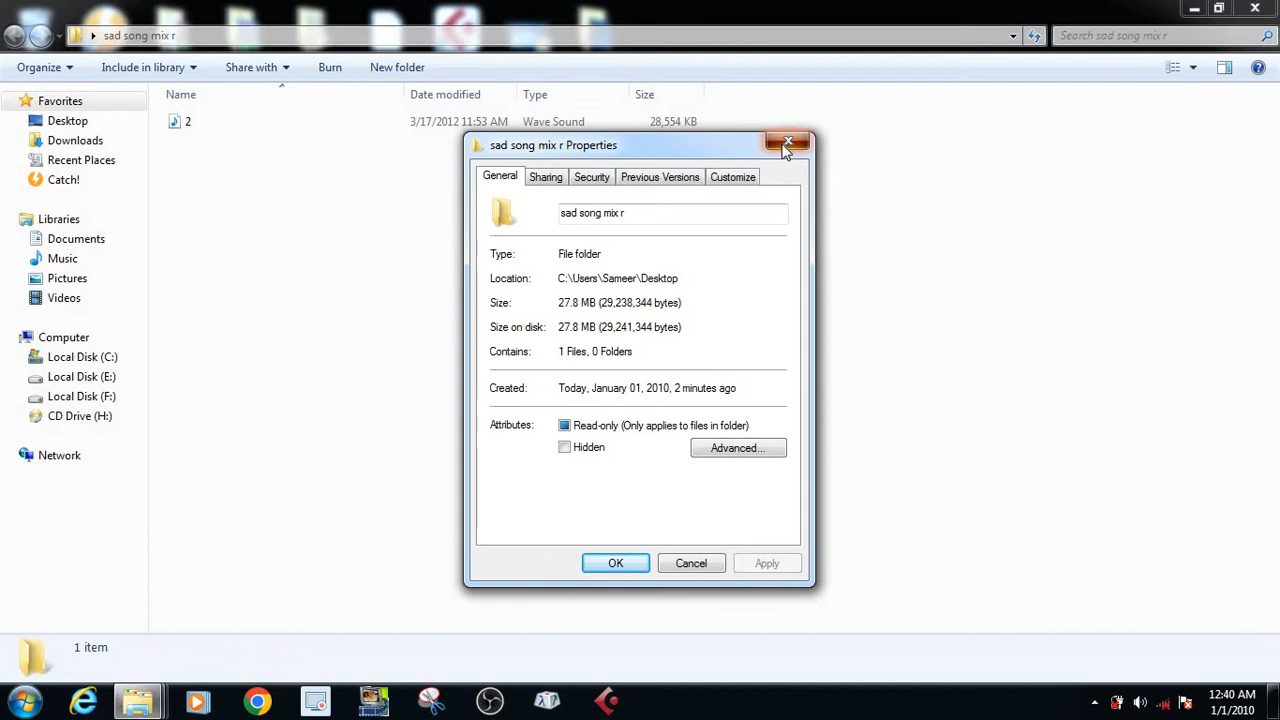 sad song mix r
Search sad song mix r
Organize
Include in library
Share with
Burn
New folder
Favorites
Desktop
Downloads
Recent Places
Catch!
Libraries
Documents
Music
Pictures
Videos
Computer
Local Disk (C:)
Local Disk (E:)
Local Disk (F:)
CD Drive (H:)
Network
Name Date modified Type Size
2 3/17/2012 11:53 AM Wave Sound 28,554 KB
sad song mix r Properties
General Sharing Security Previous Versions Customize
sad song mix r
Type: File folder
Location: C:\Users\Sameer\Desktop
Size: 27.8 MB (29,238,344 bytes)
Size on disk: 27.8 MB (29,241,344 bytes)
Contains: 1 Files, 0 Folders
Created: Today, January 01, 2010, 2 minutes ago
Attributes: Read-only (Only applies to files in folder)
Hidden Advanced...
OK Cancel Apply
1 item
12:40 AM
1/1/2010